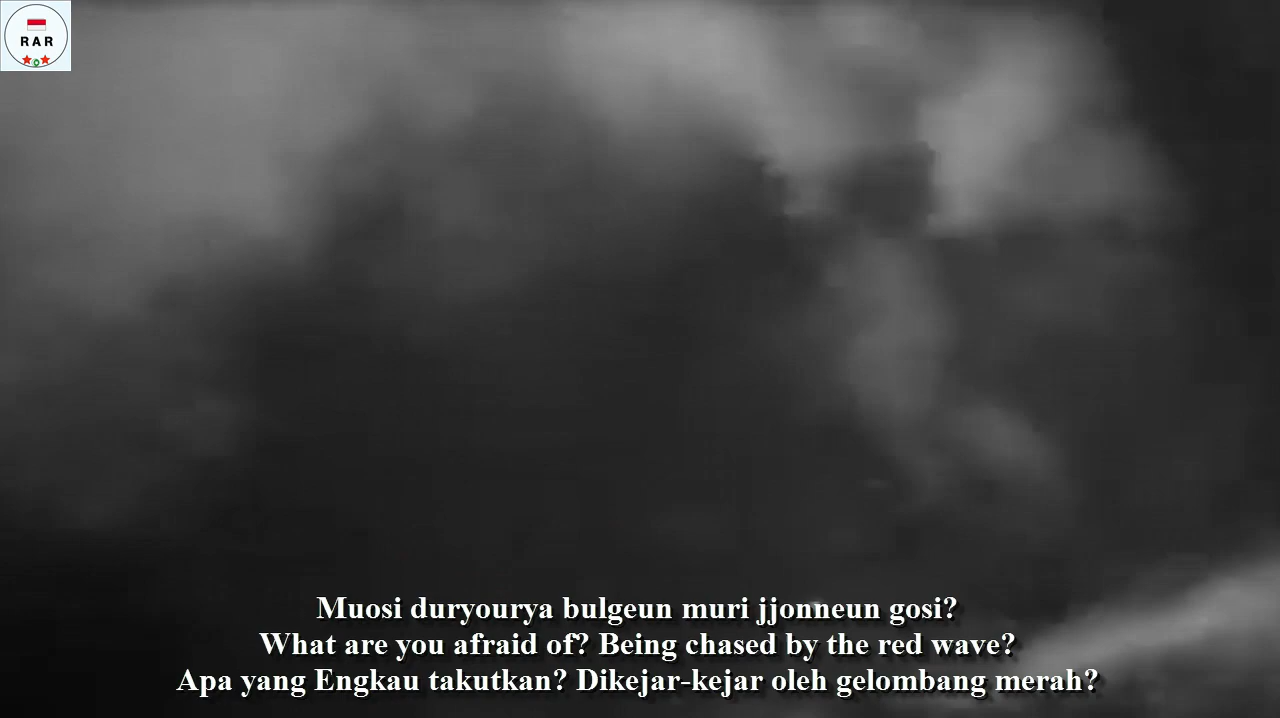 RAR
Muosi duryourya bulgeun muri jjonneun gosi?
What are you afraid of? Being chased by the red wave?
Apa yang Engkau takutkan? Dikejar-kejar oleh gelombang merah?